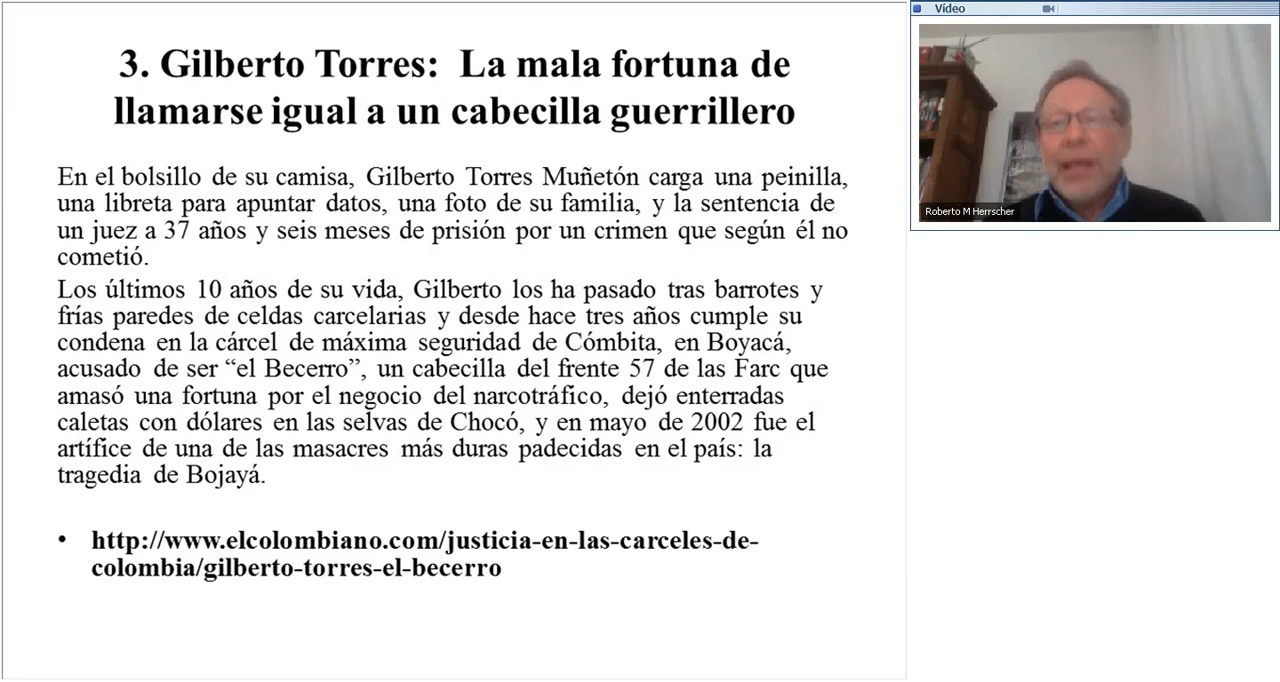 3. Gilberto Torres: La mala fortuna de
llamarse igual a un cabecilla guerrillero
En el bolsillo de su camisa, Gilberto Torres Muñetón carga una peinilla,
una libreta para apuntar datos, una foto de su familia, y la sentencia de
un juez a 37 años y seis meses de prisión por un crimen que según él no
cometió.
Los últimos 10 años de su vida, Gilberto los ha pasado tras barrotes y
frías paredes de celdas carcelarias y desde hace tres años cumple su
condena en la cárcel de máxima seguridad de Cómbita, en Boyacá,
acusado de ser “el Becerro”, un cabecilla del frente 57 de las Farc que
amasó una fortuna por el negocio del narcotráfico, dejó enterradas
caletas con dólares en las selvas de Chocó, y en mayo de 2002 fue el
artífice de una de las masacres más duras padecidas en el país: la
tragedia de Bojayá.
• http://www.elcolombiano.com/justicia-en-las-carceles-de-
colombia/gilberto-torres-el-becerro
Vídeo
Roberto M Herrscher